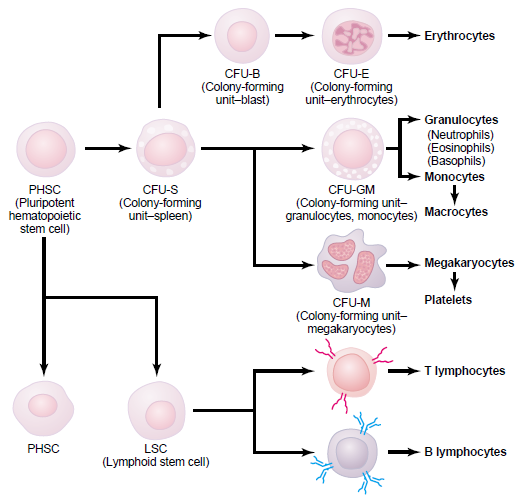 Erythrocytes
CFU-B
(Colony-forming
unit–blast)
CFU-E
(Colony-forming
unit–erythrocytes)
Granulocytes
(Neutrophils)
(Eosinophils)
(Basophils)
Monocytes
Macrocytes
PHSC
(Pluripotent
hematopoietic
stem cell)
CFU-S
(Colony-forming
unit–spleen)
CFU-GM
(Colony-forming unit–
granulocytes, monocytes)
Megakaryocytes
Platelets
CFU-M
(Colony-forming unit–
megakaryocytes)
T lymphocytes
PHSC
LSC
(Lymphoid stem cell)
B lymphocytes